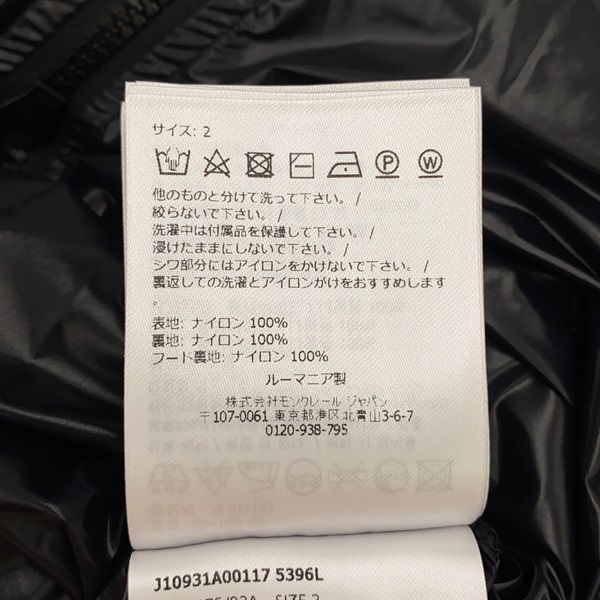 サイズ: 2
P W
他のものと分けて洗って下さい。/
絞らないで下さい。/
洗濯中は付属品を保護して下さい。/
浸けたままにしないで下さい。/
シワ部分にはアイロンをかけないで下さい。/
裏返しての洗濯とアイロンがけをおすすめします
。
表地: ナイロン 100%
裏地: ナイロン 100%
フード裏地: ナイロン 100%
ルーマニア製
株式会社モンクレール ジャパン
〒107-0061 東京都港区北青山3-6-7
0120-938-795
J10931A00117 5396L
SIZE 2